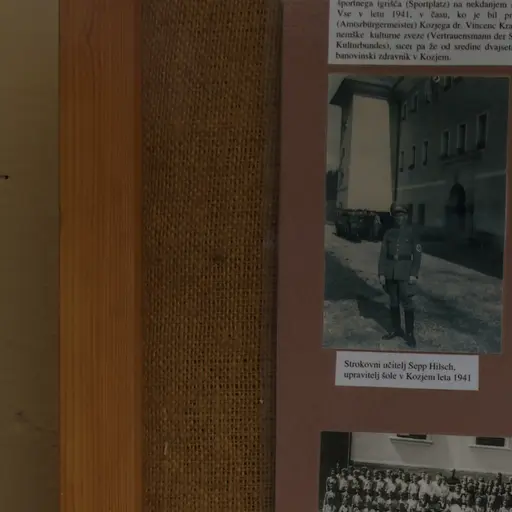 športnega igrišča (Sportplatz) na nekdanjem
Vse v letu 1941, v času, ko je bil pr
(Amtsbürgermeister) Kozjega dr. Vincenc Kra
nemške kulturne zveze (Vertrauensmann der S
Kulturbundes), sicer pa že od sredine dvajset
banovinski zdravnik v Kozjem.
Strokovni učitelj Sepp Hilsch,
upravitelj šole v Kozjem leta 1941